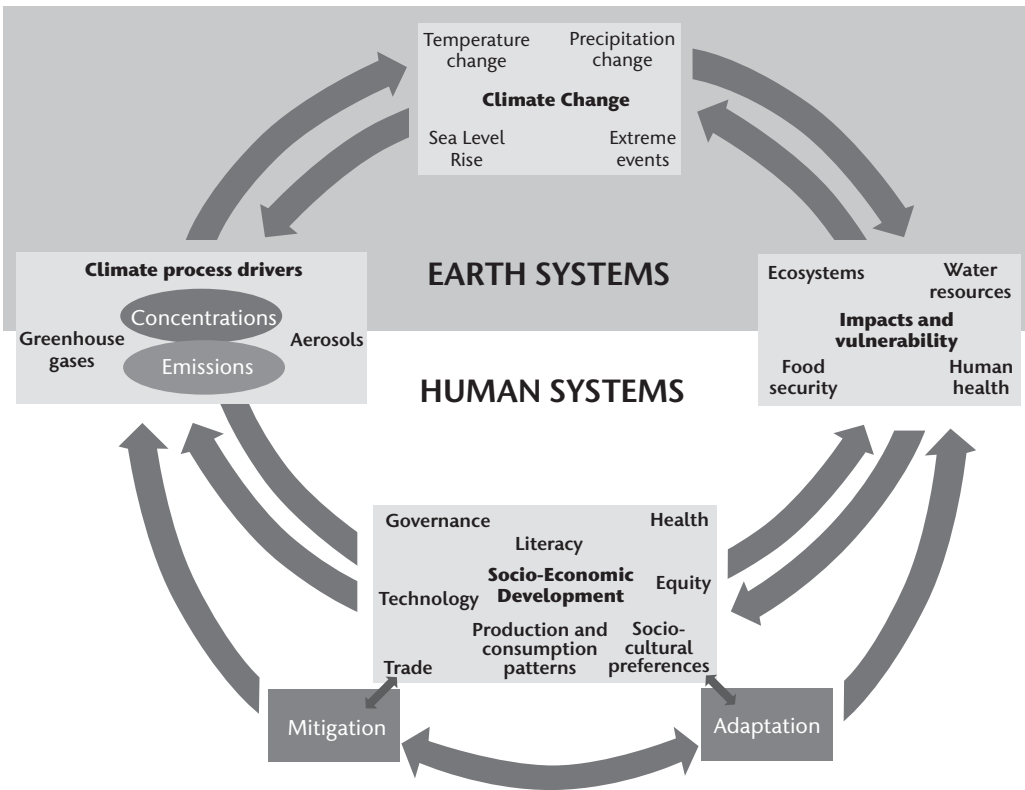 Temperature
change
Precipitation
change
Climate Change
Sea Level
Rise
Extreme
events
EARTH SYSTEMS
Climate process drivers
Concentrations
Greenhouse
gases
Aerosols
Emissions
Ecosystems
Water
resources
Impacts and
vulnerability
Food
security
Human
health
HUMAN SYSTEMS
Governance
Health
Literacy
Socio-Economic
Development
Equity
Technology
Production and
consumption
patterns
Socio-
cultural
preferences
Trade
Mitigation
Adaptation